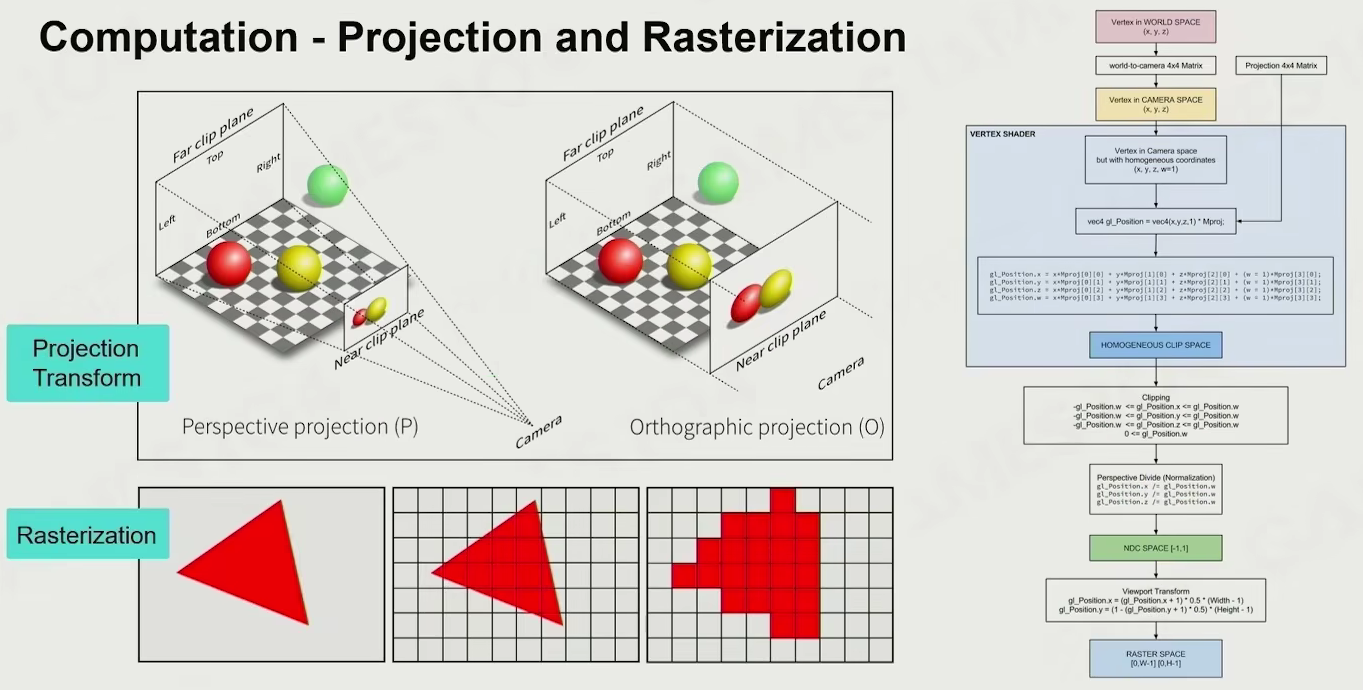 Computation - Projection and Rasterization
Projection
Transform
Far clip plane
Top
Right
Left
Bottom
Near clip plane
Camera
Perspective projection (P)
Far clip plane
Top
Right
Left
Bottom
Near clip plane
Camera
Orthographic projection (O)
Rasterization
Vertex in WORLD SPACE
(x, y, z)
world-to-camera 4x4 Matrix
Projection 4x4 Matrix
Vertex in CAMERA SPACE
(x, y, z)
VERTEX SHADER
Vertex in Camera space
but with homogeneous coordinates
(x, y, z, w=1)
vec4 gl_Position = vec4(x,y,z,1) * Mproj;
gl_Position.x = x*Mproj[0][0] + y*Mproj[1][0] + z*Mproj[2][0] + (w = 1)*Mproj[3][0];
gl_Position.y = x*Mproj[0][1] + y*Mproj[1][1] + z*Mproj[2][1] + (w = 1)*Mproj[3][1];
gl_Position.z = x*Mproj[0][2] + y*Mproj[1][2] + z*Mproj[2][2] + (w = 1)*Mproj[3][2];
gl_Position.w = x*Mproj[0][3] + y*Mproj[1][3] + z*Mproj[2][3] + (w = 1)*Mproj[3][3];
HOMOGENEOUS CLIP SPACE
Clipping
-gl_Position.w <= gl_Position.x <= gl_Position.w
-gl_Position.w <= gl_Position.y <= gl_Position.w
-gl_Position.w <= gl_Position.z <= gl_Position.w
0 <= gl_Position.w
Perspective Divide (Normalization)
gl_Position.x /= gl_Position.w
gl_Position.y /= gl_Position.w
gl_Position.z /= gl_Position.w
NDC SPACE [-1,1]
Viewport Transform
gl_Position.x = (gl_Position.x + 1) * 0.5 * (Width - 1)
gl_Position.y = (1 - (gl_Position.y + 1) * 0.5) * (Height - 1)
RASTER SPACE
[0,W-1] [0,H-1]